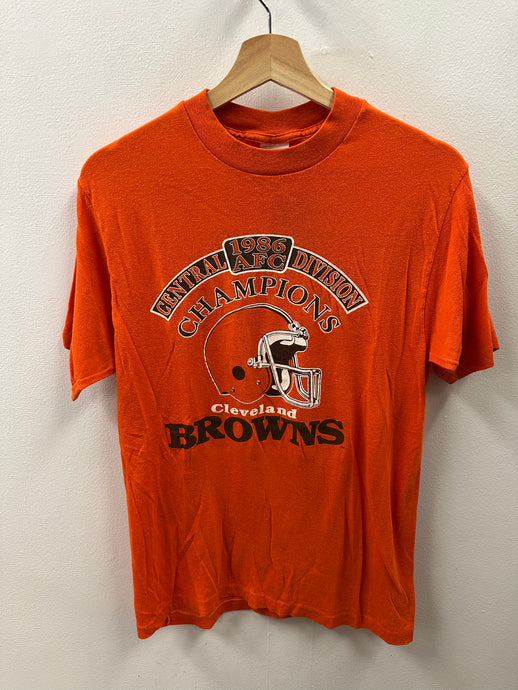 1986
AFC
CENTRAL DIVISION
CHAMPIONS
Cleveland
BROWNS